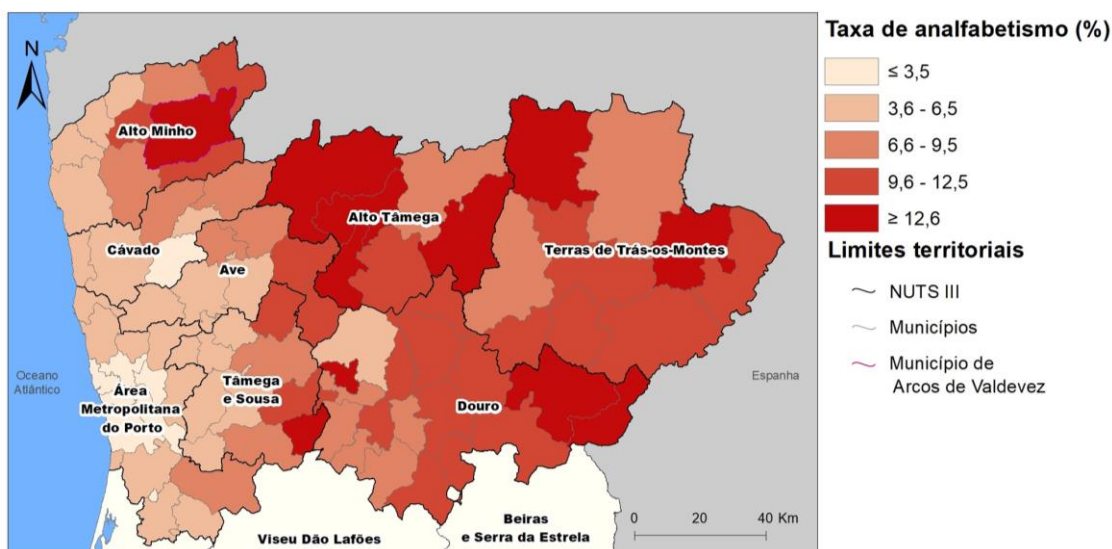 N
Alto Minho
Cávado
Ave
Alto Tâmega
Terras de Trás-os-Montes
Oceano
Atlântico
Área
Metropolitana
do Porto
Tâmega
e Sousa
Douro
Espanha
Viseu Dão Lafões
Beiras
e Serra da Estrela
0 20 40 Km
Taxa de analfabetismo (%)
≤ 3,5
3,6 - 6,5
6,6 - 9,5
9,6 - 12,5
≥ 12,6
Limites territoriais
NUTS III
Municípios
Município de
Arcos de Valdevez